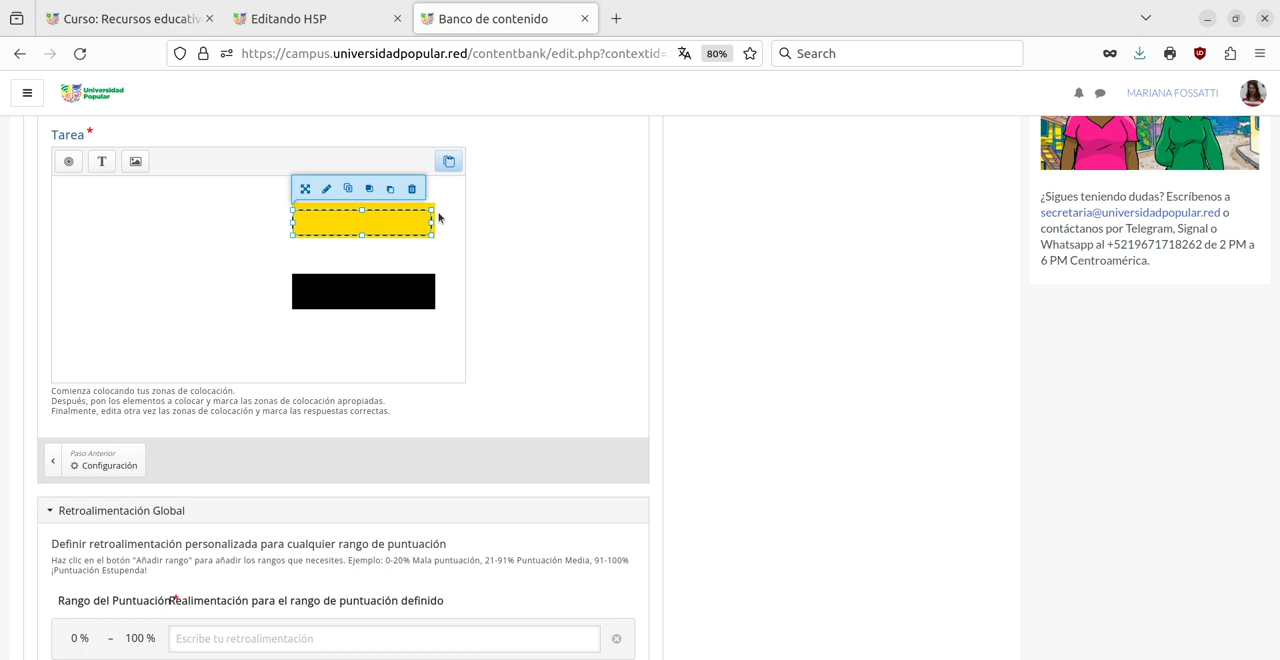 Curso: Recursos educativ
Editando H5P
Banco de contenido
https://campus.universidadpopular.red/contentbank/edit.php?contextid=
80%
Search
Universidad
Popular
MARIANA FOSSATTI
Tarea *
T
Comienza colocando tus zonas de colocación.
Después, pon los elementos a colocar y marca las zonas de colocación apropiadas.
Finalmente, edita otra vez las zonas de colocación y marca las respuestas correctas.
Paso Anterior
Configuración
Retroalimentación Global
Definir retroalimentación personalizada para cualquier rango de puntuación
Haz clic en el botón "Añadir rango" para añadir los rangos que necesites. Ejemplo: 0-20% Mala puntuación, 21-91% Puntuación Media, 91-100%
¡Puntuación Estupenda!
Rango del Puntuación *
Realimentación para el rango de puntuación definido
0 % – 100 %
Escribe tu retroalimentación
¿Sigues teniendo dudas? Escríbenos a
secretaria@universidadpopular.red o
contáctanos por Telegram, Signal o
Whatsapp al +5219671718262 de 2 PM a
6 PM Centroamérica.